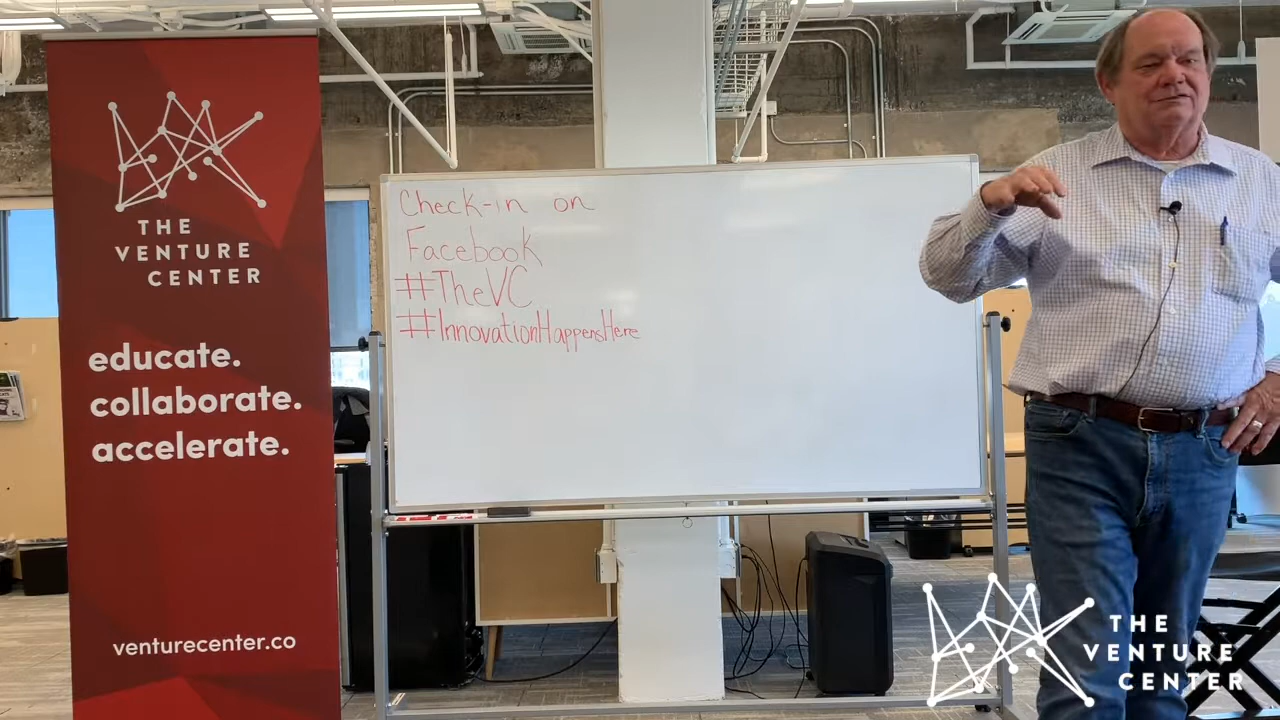 THE
VENTURE
CENTER
educate.
collaborate.
accelerate.
venturecenter.co
Check-in on
Facebook
#TheVC
#InnovationHappensHere
THE
VENTURE
CENTER